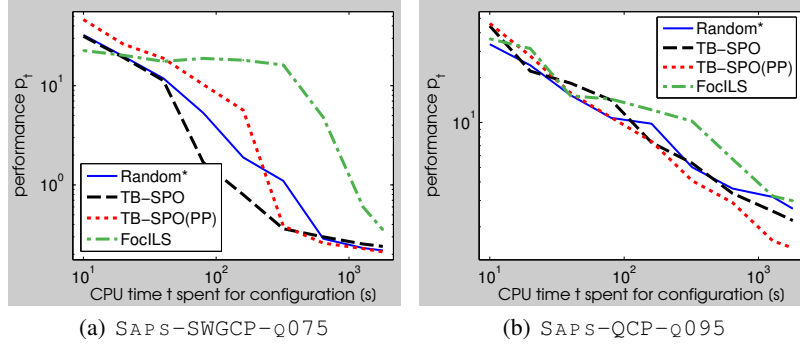 performance p_t
10^1
10^0
Random*
TB-SPO
TB-SPO(PP)
FocILS
10^1
10^2
10^3
CPU time t spent for configuration [s]
(a) SAPS-SWGCP-Q075
performance p_t
10^1
Random*
TB-SPO
TB-SPO(PP)
FocILS
10^1
10^2
10^3
CPU time t spent for configuration [s]
(b) SAPS-QCP-Q095